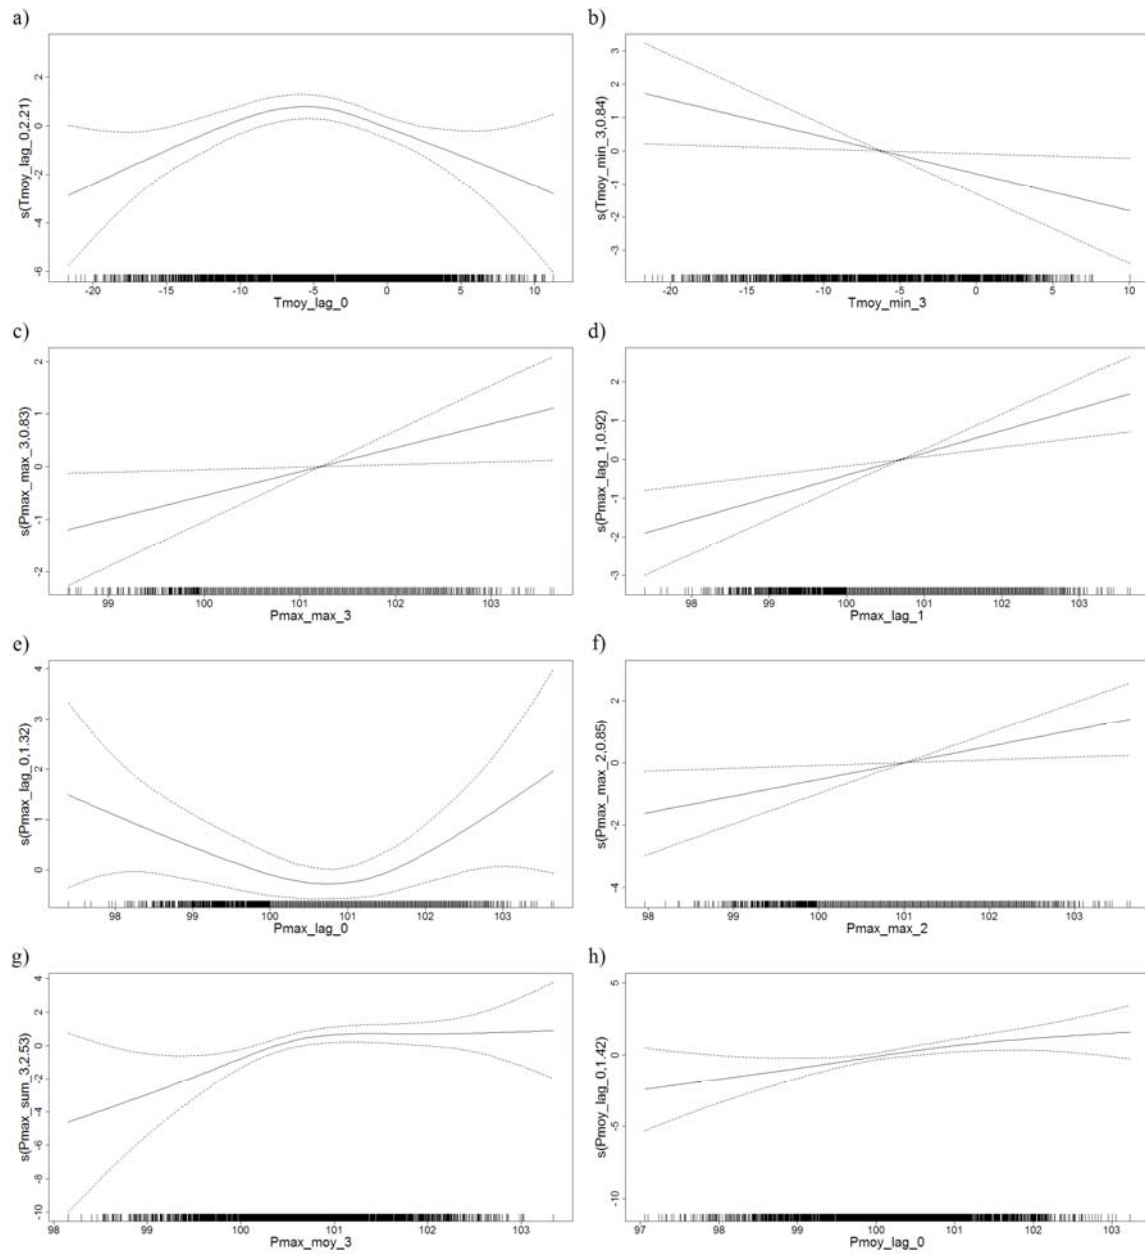 a)
s(Tmoy_lag_0,2.21)
2
0
-2
-4
-6
-20 -15 -10 -5 0 5 10
Tmoy_lag_0
b)
s(Tmoy_min_3,0.84)
3
2
1
0
-1
-2
-3
-20 -15 -10 -5 0 5 10
Tmoy_min_3
c)
s(Pmax_max_3,0.83)
2
1
0
-1
-2
99 100 101 102 103
Pmax_max_3
d)
s(Pmax_lag_1,0.92)
2
1
0
-1
-2
-3
98 99 100 101 102 103
Pmax_lag_1
e)
s(Pmax_lag_0,1.32)
4
3
2
1
0
98 99 100 101 102 103
Pmax_lag_0
f)
s(Pmax_max_2,0.85)
2
0
-2
-4
98 99 100 101 102 103
Pmax_max_2
g)
s(Pmax_sum_3,2.53)
4
2
0
-2
-4
-6
-8
-10
98 99 100 101 102 103
Pmax_moy_3
h)
s(Pmoy_lag_0,1.42)
5
0
-5
-10
97 98 99 100 101 102 103
Pmoy_lag_0